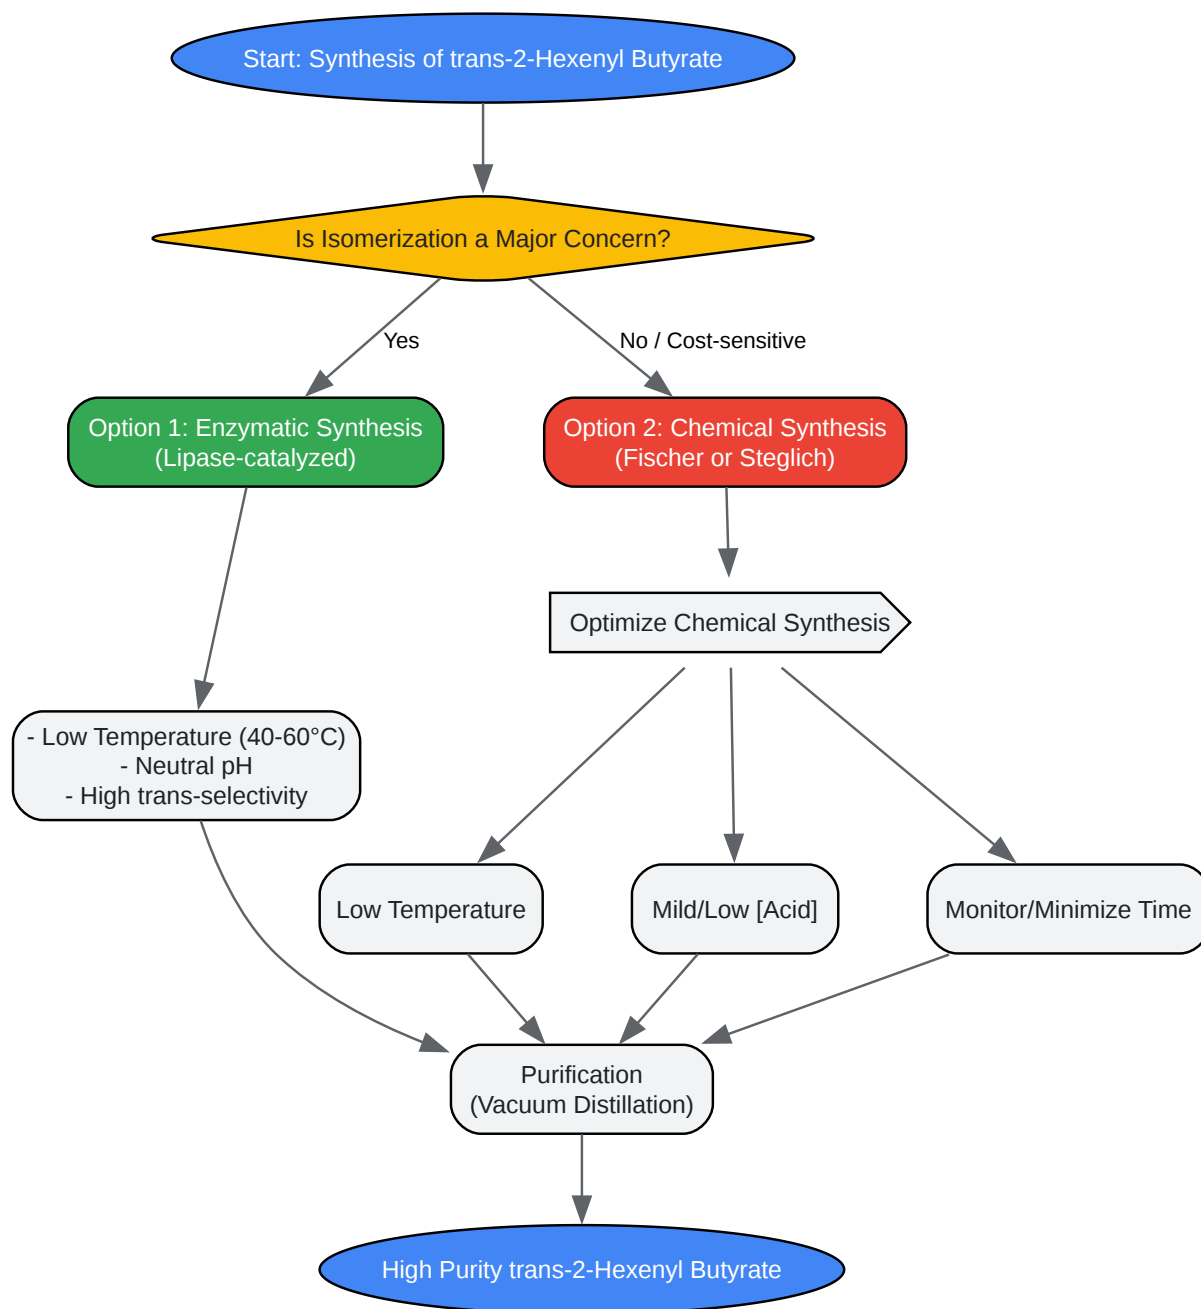 Start: Synthesis of trans-2-Hexenyl Butyrate
Is Isomerization a Major Concern?
Yes
No / Cost-sensitive
Option 1: Enzymatic Synthesis
(Lipase-catalyzed)
Option 2: Chemical Synthesis
(Fischer or Steglich)
Optimize Chemical Synthesis
- Low Temperature (40-60°C)
- Neutral pH
- High trans-selectivity
Low Temperature
Mild/Low [Acid]
Monitor/Minimize Time
Purification
(Vacuum Distillation)
High Purity trans-2-Hexenyl Butyrate